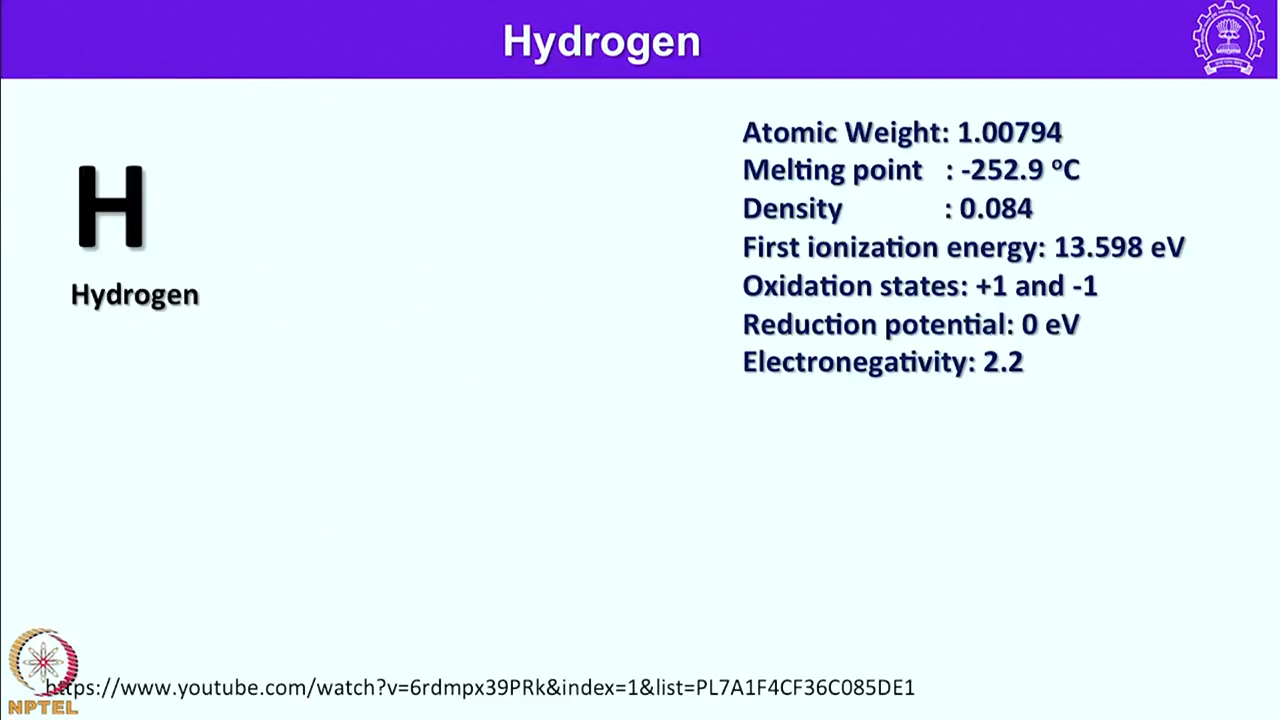 Hydrogen
H
Hydrogen
Atomic Weight: 1.00794
Melting point : -252.9 °C
Density : 0.084
First ionization energy: 13.598 eV
Oxidation states: +1 and -1
Reduction potential: 0 eV
Electronegativity: 2.2
https://www.youtube.com/watch?v=6rdmpx39PRk&index=1&list=PL7A1F4CF36C085DE1
NPTEL